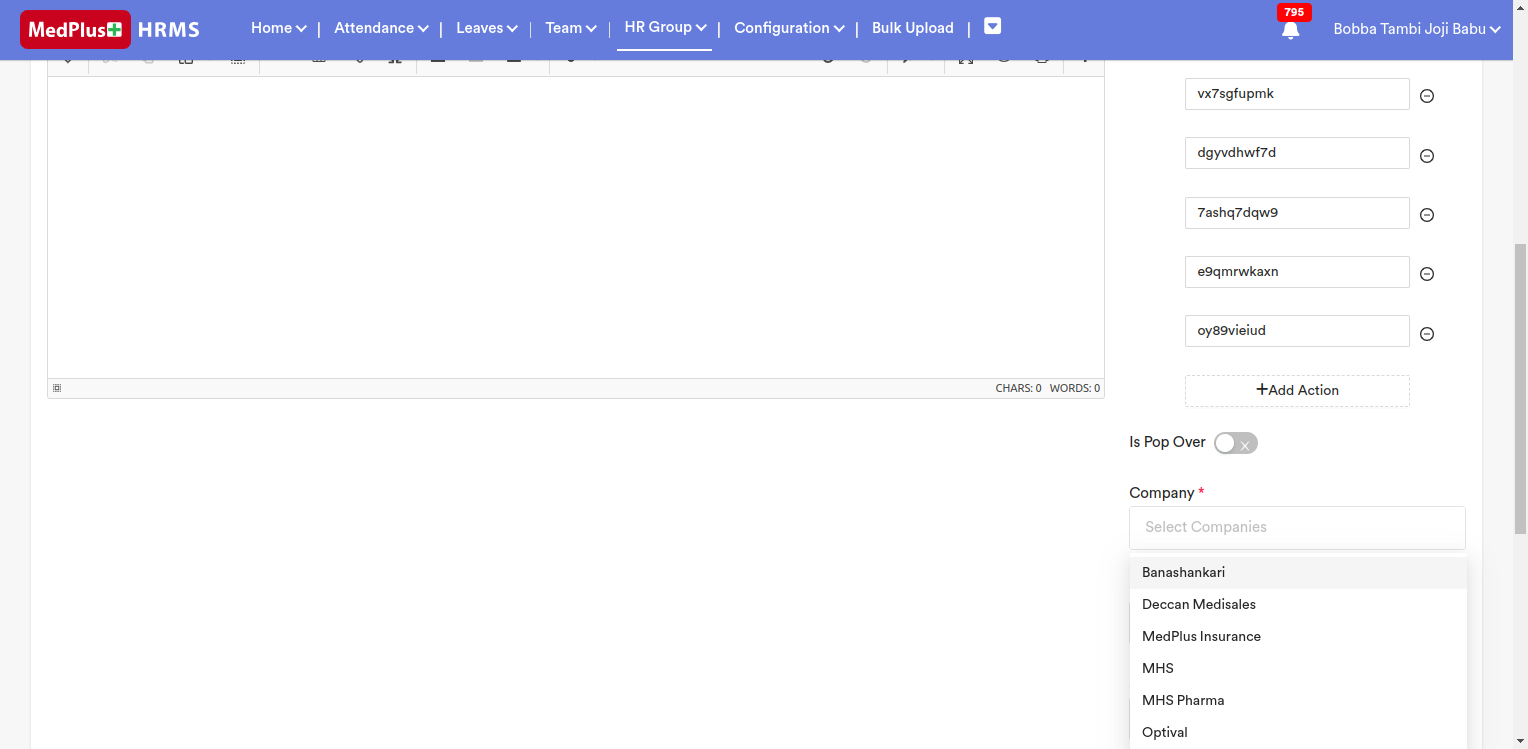 MedPlus HRMS Home | Attendance | Leaves | Team | HR Group | Configuration | Bulk Upload | 795 Bobba Tambi Joji Babu
vx7sgfupmk
dgyvdhwf7d
7ashq7dqw9
e9qmrwkaxn
oy89vieiud
CHARS: 0 WORDS: 0
+Add Action
Is Pop Over
Company *
Select Companies
Banashankari
Deccan Medisales
MedPlus Insurance
MHS
MHS Pharma
Optival